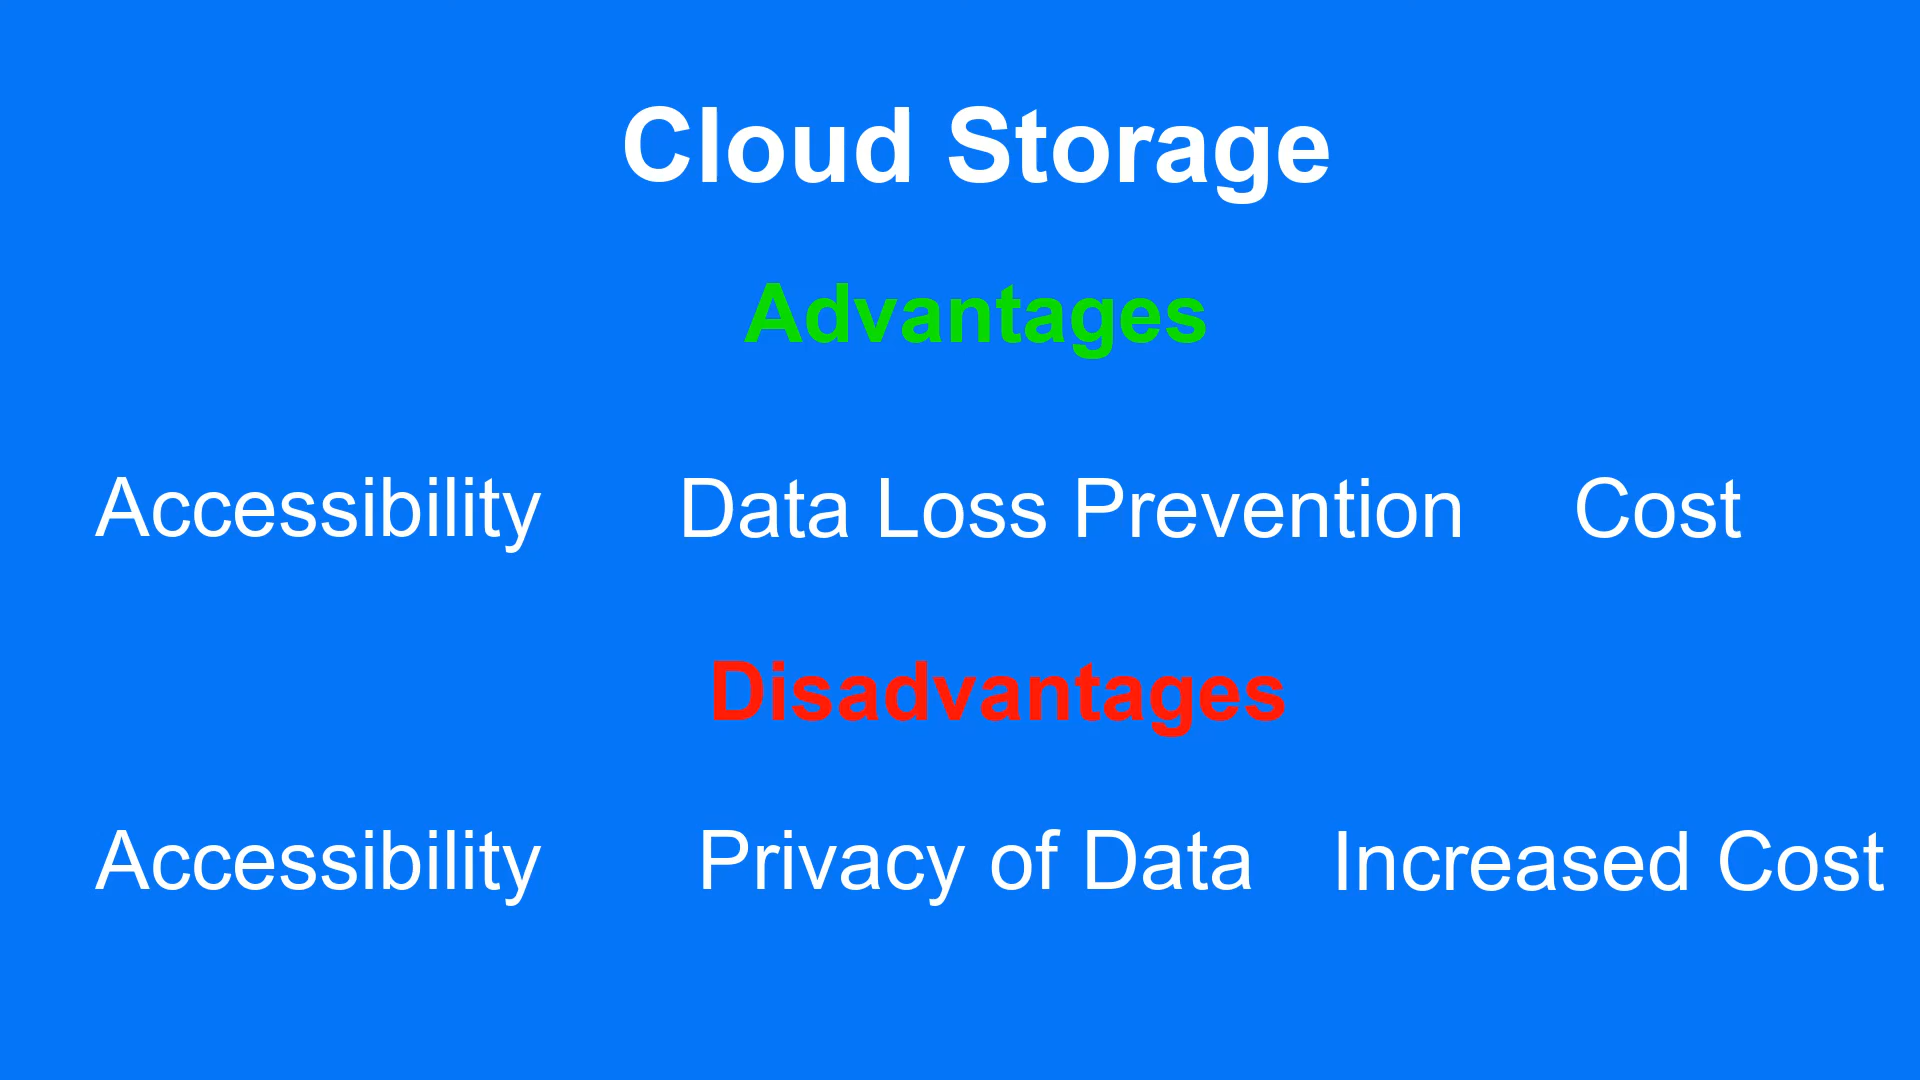 Cloud Storage
Advantages
Accessibility Data Loss Prevention Cost
Disadvantages
Accessibility Privacy of Data Increased Cost